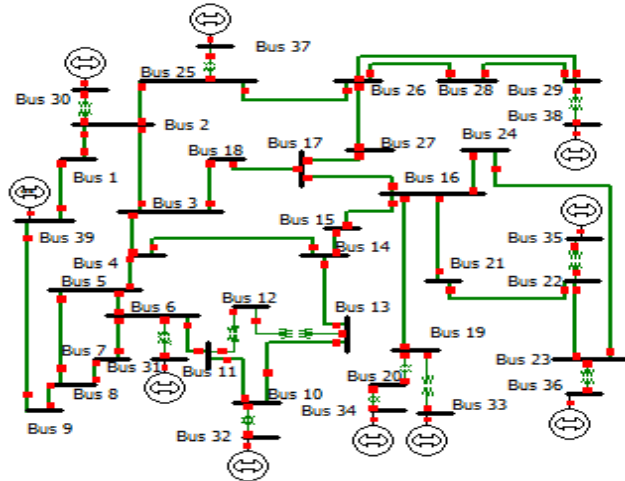 Bus 37
Bus 25
Bus 26
Bus 28
Bus 29
Bus 30
Bus 38
Bus 2
Bus 18
Bus 17
Bus 27
Bus 24
Bus 1
Bus 16
Bus 39
Bus 3
Bus 15
Bus 14
Bus 35
Bus 4
Bus 21
Bus 22
Bus 5
Bus 6
Bus 12
Bus 13
Bus 19
Bus 7
Bus 31
Bus 11
Bus 20
Bus 23
Bus 8
Bus 10
Bus 36
Bus 9
Bus 32
Bus 34
Bus 33